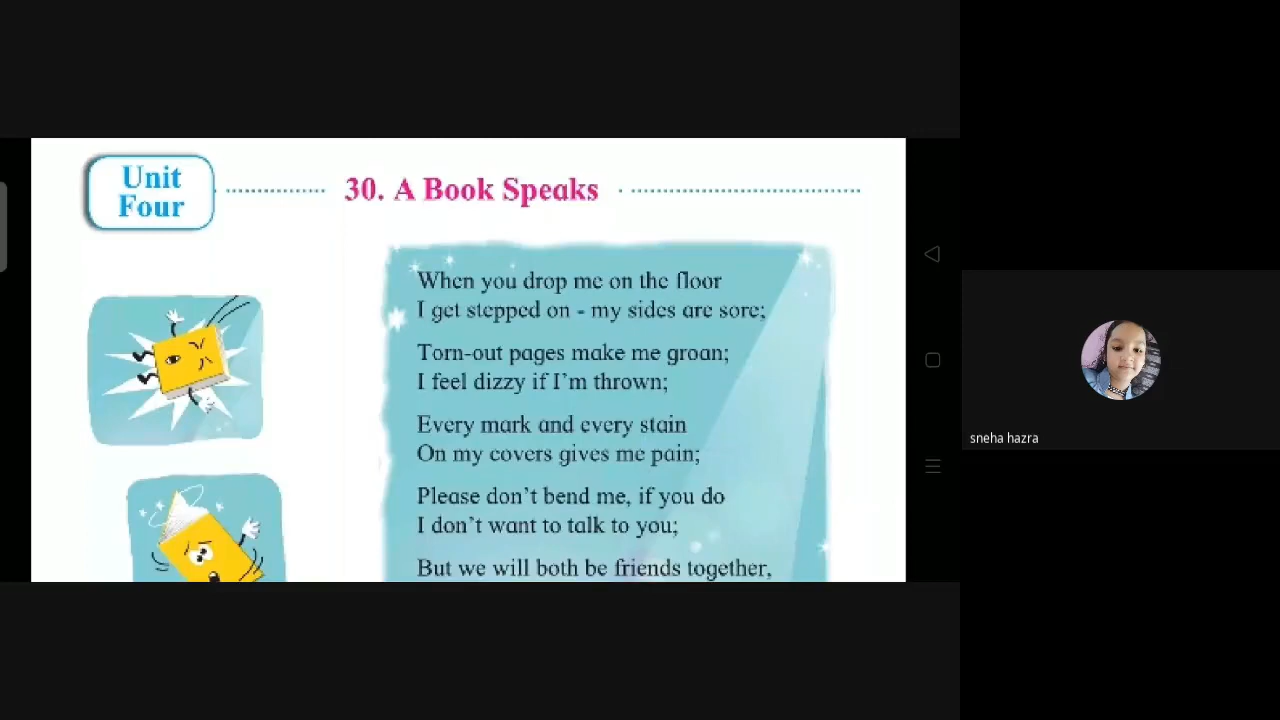 Unit
Four
30. A Book Speaks
When you drop me on the floor
I get stepped on - my sides are sore;
Torn-out pages make me groan;
I feel dizzy if I'm thrown;
Every mark and every stain
On my covers gives me pain;
Please don't bend me, if you do
I don't want to talk to you;
But we will both be friends together,
sneha hazra